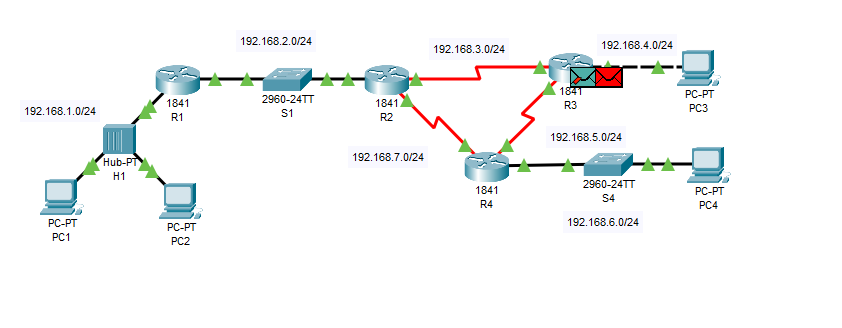 192.168.2.0/24
192.168.3.0/24
192.168.4.0/24
192.168.1.0/24
1841
R1
2960-24TT
S1
1841
R2
1841
R3
PC-PT
PC3
Hub-PT
H1
192.168.7.0/24
192.168.5.0/24
1841
R4
2960-24TT
S4
PC-PT
PC4
192.168.6.0/24
PC-PT
PC1
PC-PT
PC2